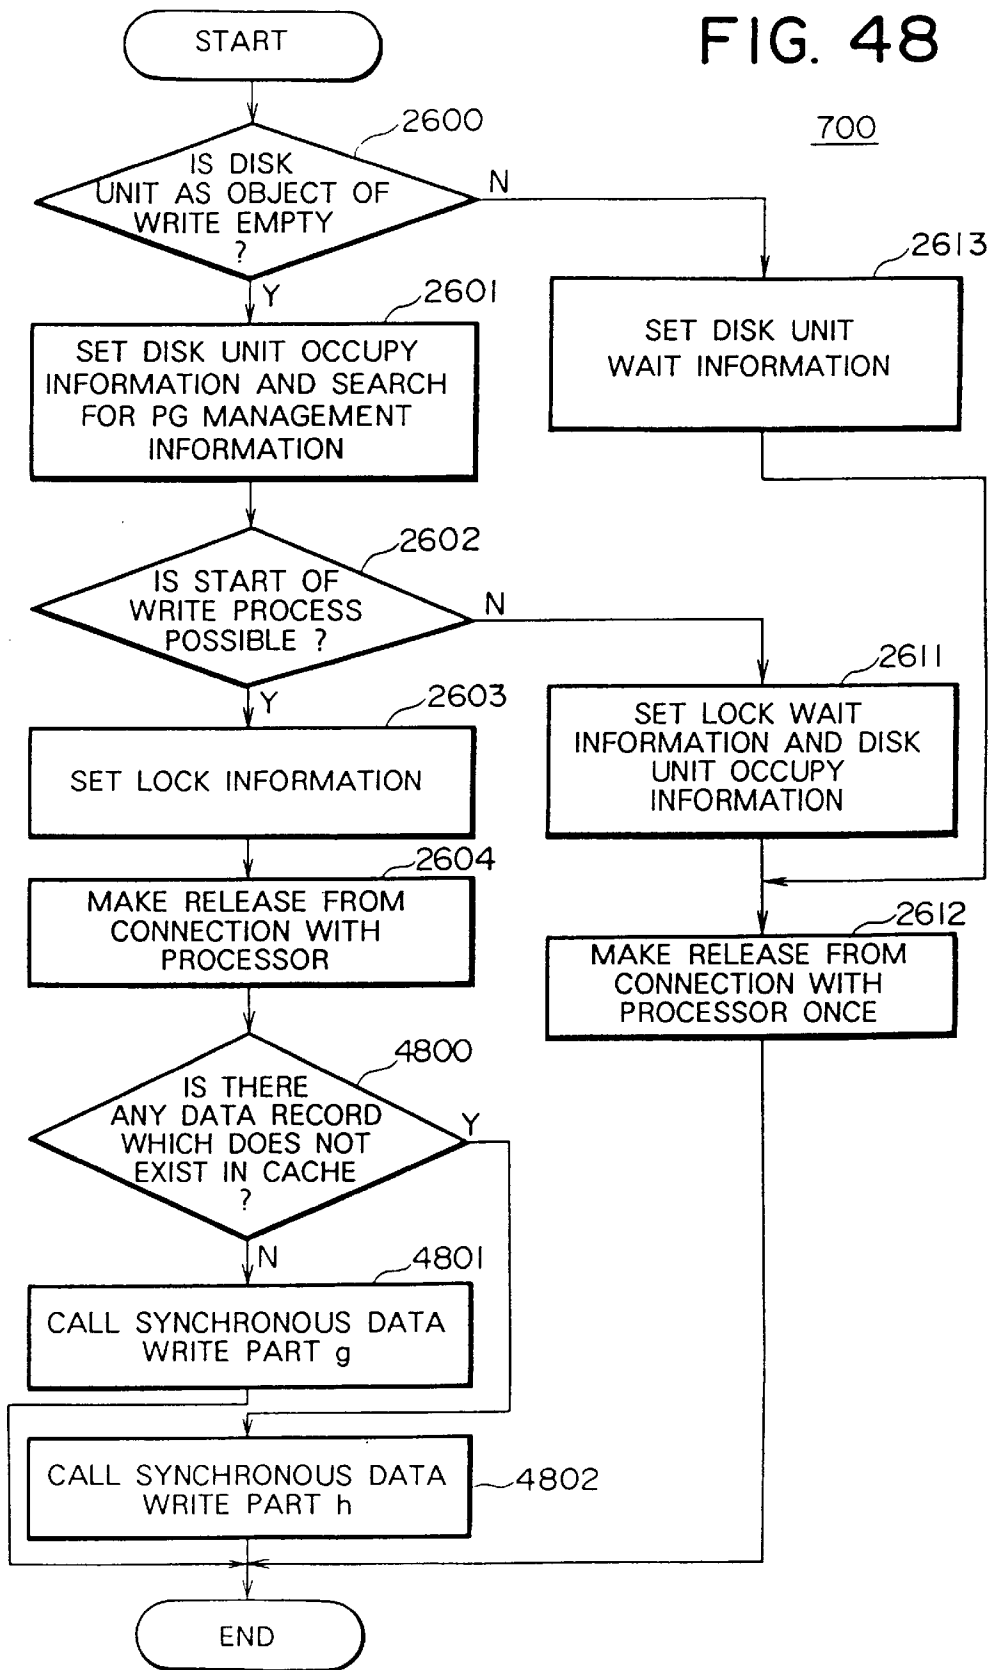 FIG. 48
700
START
2600
IS DISK
UNIT AS OBJECT OF
WRITE EMPTY
?
N
Y
2601
SET DISK UNIT OCCUPY
INFORMATION AND SEARCH
FOR PG MANAGEMENT
INFORMATION
2613
SET DISK UNIT
WAIT INFORMATION
2602
IS START OF
WRITE PROCESS
POSSIBLE ?
N
Y
2603
SET LOCK INFORMATION
2611
SET LOCK WAIT
INFORMATION AND DISK
UNIT OCCUPY
INFORMATION
2604
MAKE RELEASE FROM
CONNECTION WITH
PROCESSOR
2612
MAKE RELEASE FROM
CONNECTION WITH
PROCESSOR ONCE
4800
IS THERE
ANY DATA RECORD
WHICH DOES NOT
EXIST IN CACHE
?
Y
N
4801
CALL SYNCHRONOUS DATA
WRITE PART g
CALL SYNCHRONOUS DATA
WRITE PART h
4802
END